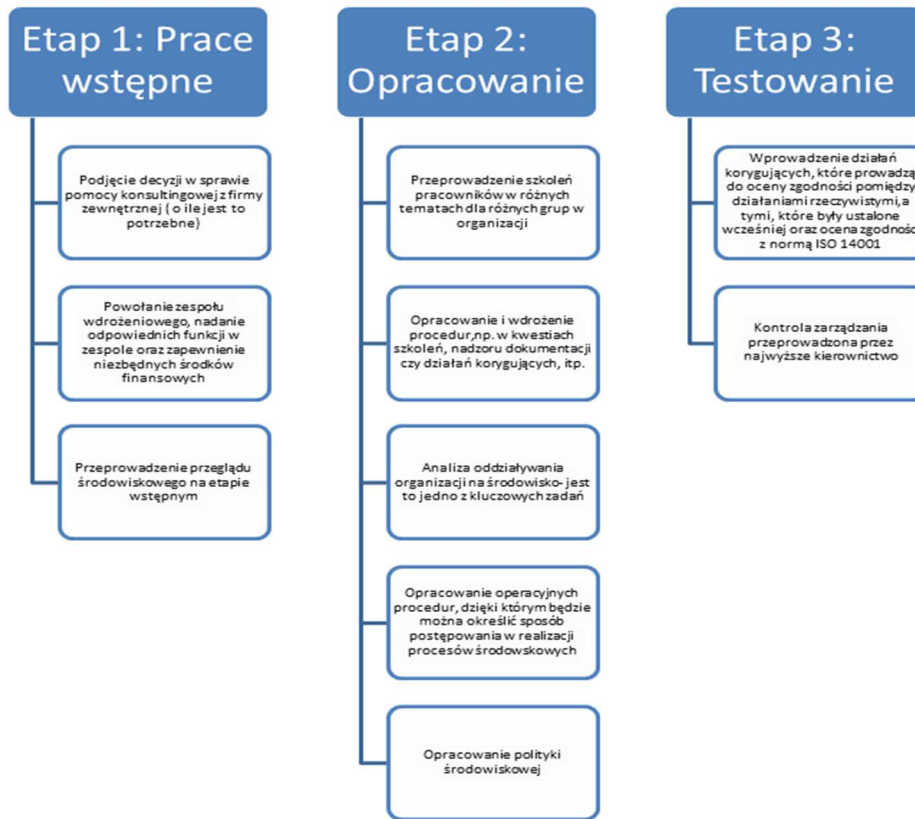 Etap 1: Prace
wstępne
Podjęcie decyzji w sprawie
pomocy konsultingowej z firmy
zewnętrznej ( o ile jest to
potrzebne)
Powołanie zespołu
wdrożeniowego, nadanie
odpowiednich funkcji w
zespole oraz zapewnienie
niezbędnych środków
finansowych
Przeprowadzenie przeglądu
środowiskowego na etapie
wstępnym
Etap 2:
Opracowanie
Przeprowadzenie szkoleń
pracowników w różnych
tematach dla różnych grup w
organizacji
Opracowanie i wdrożenie
procedur,np. w kwestiach
szkoleń, nadzoru dokumentacji
czy działań korygujących, itp.
Analiza oddziaływania
organizacji na środowisko- jest
to jedno z kluczowych zadań
Opracowanie operacyjnych
procedur, dzięki którym będzie
można określić sposób
postępowania w realizacji
procesów środowskowych
Opracowanie polityki
środowiskowej
Etap 3:
Testowanie
Wprowadzenie działań
korygujących, które prowadzą
do oceny zgodności pomiędzy
działaniami rzeczywistymi,a
tymi, które były ustalone
wcześniej oraz ocena zgodności
z normą ISO 14001
Kontrola zarządzania
przeprowadzona przez
najwyższe kierownictwo